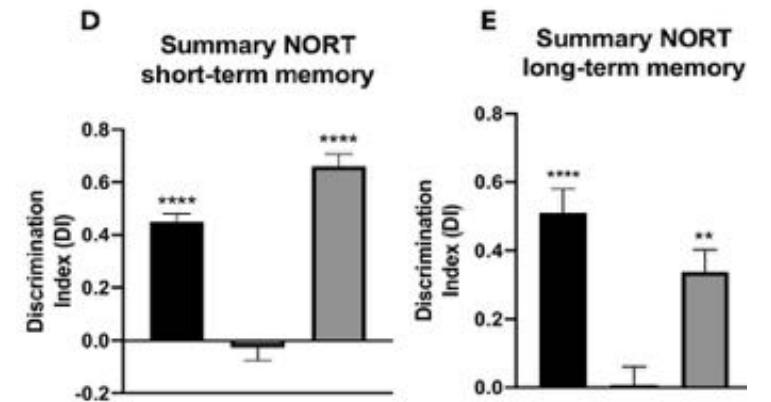 D
Summary NORT
short-term memory
Discrimination
Index (DI)
0.8
0.6
0.4
0.2
0.0
-0.2
****
****
E
Summary NORT
long-term memory
Discrimination
Index (DI)
0.8
0.6
0.4
0.2
0.0
****
**